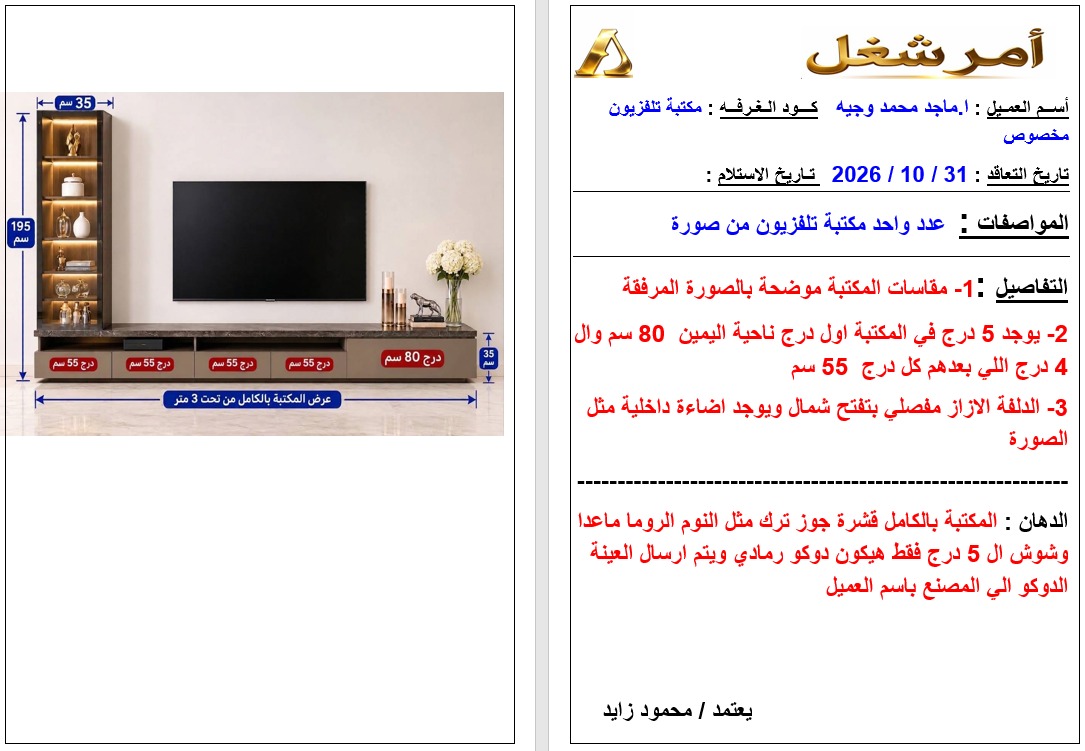 أمر شغل
أسـم العمـيل : ا.ماجد محمد وجيه كـــود الـغـرفــه : مكتبة تلفزيون
مخصوص
تاريخ التعاقد : 31 / 10 / 2026 تـاريخ الاستلام :
المواصفات : عدد واحد مكتبة تلفزيون من صورة
التفاصيل :1- مقاسات المكتبة موضحة بالصورة المرفقة
2- يوجد 5 درج في المكتبة اول درج ناحية اليمين 80 سم وال
4 درج اللي بعدهم كل درج 55 سم
3- الدلفة الازاز مفصلي بتفتح شمال ويوجد اضاءة داخلية مثل
الصورة
------------------------------------------------------------
الدهان : المكتبة بالكامل قشرة جوز ترك مثل النوم الروما ماعدا
وشوش ال 5 درج فقط هيكون دوكو رمادي ويتم ارسال العينة
الدوكو الي المصنع باسم العميل
يعتمد / محمود زايد
35 سم
195
سم
درج 80 سم
درج 55 سم
درج 55 سم
درج 55 سم
درج 55 سم
35
سم
عرض المكتبة بالكامل من تحت 3 متر